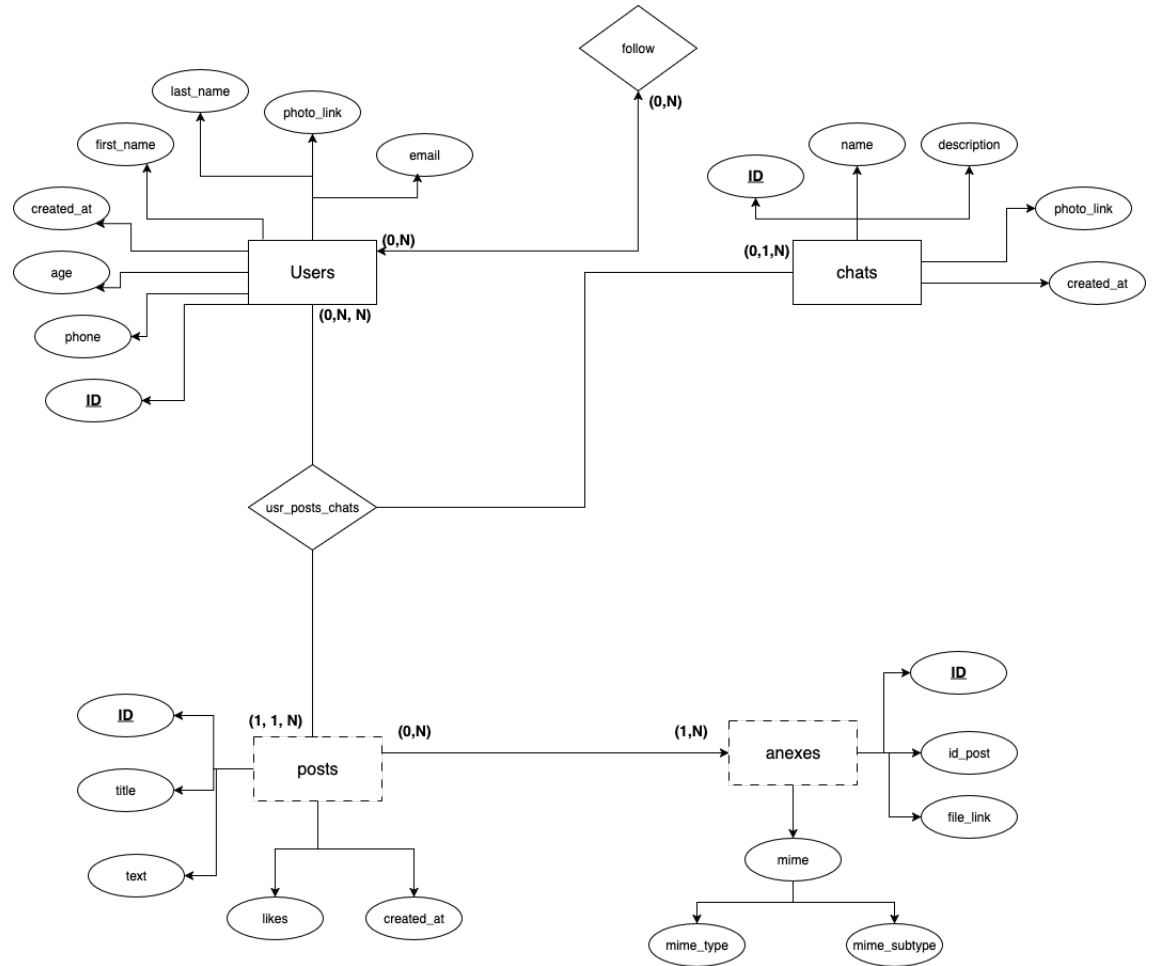 follow
(0,N)
last_name
photo_link
first_name
email
created_at
age
phone
ID
Users
(0,N)
(0,N, N)
name
description
ID
photo_link
created_at
(0,1,N)
chats
usr_posts_chats
(1, 1, N)
(0,N)
(1,N)
posts
ID
title
text
likes
created_at
anexes
ID
id_post
file_link
mime
mime_type
mime_subtype